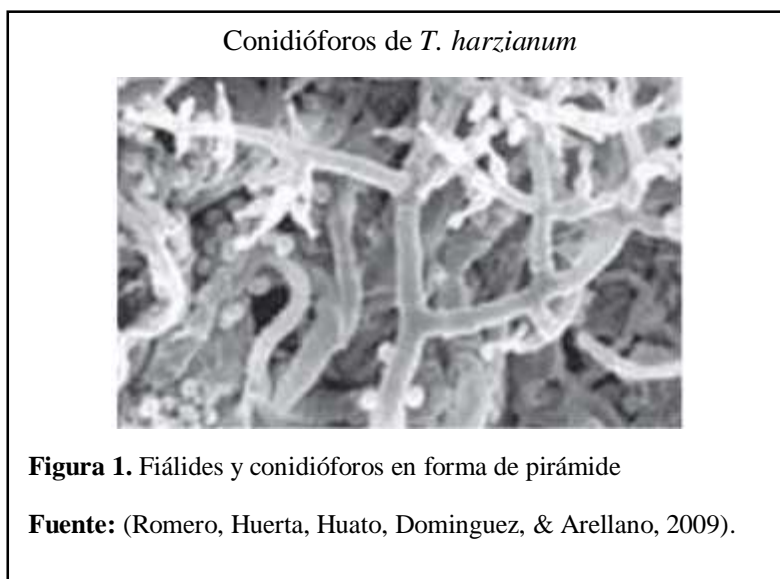 Conidióforos de T. harzianum
Figura 1. Fiálides y conidióforos en forma de pirámide
Fuente: (Romero, Huerta, Huato, Dominguez, & Arellano, 2009).